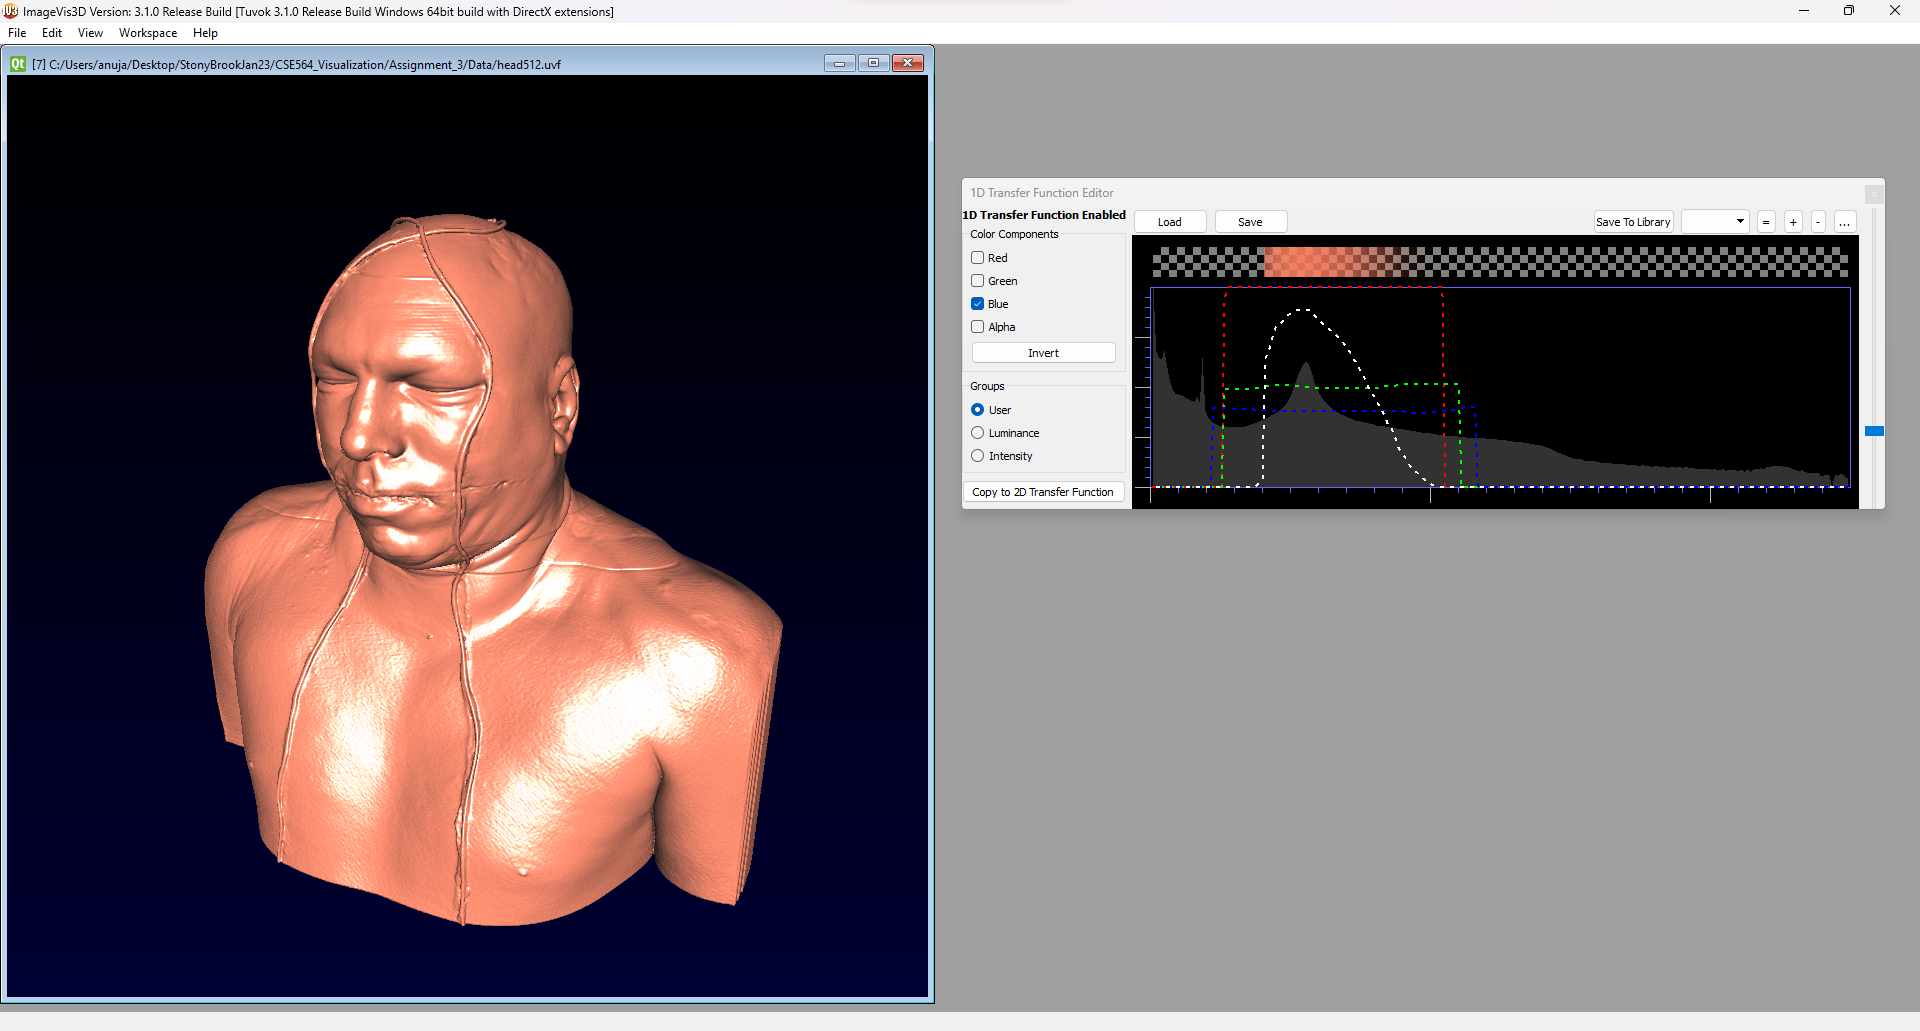 ImageVis3D Version: 3.1.0 Release Build [Tuvok 3.1.0 Release Build Windows 64bit build with DirectX extensions]
File Edit View Workspace Help
Qt [7] C:/Users/anuja/Desktop/StonyBrookJan23/CSE564_Visualization/Assignment_3/Data/head512.uvf
1D Transfer Function Editor
1D Transfer Function Enabled
Load Save Save To Library = + - ...
Color Components
Red
Green
Blue
Alpha
Invert
Groups
User
Luminance
Intensity
Copy to 2D Transfer Function